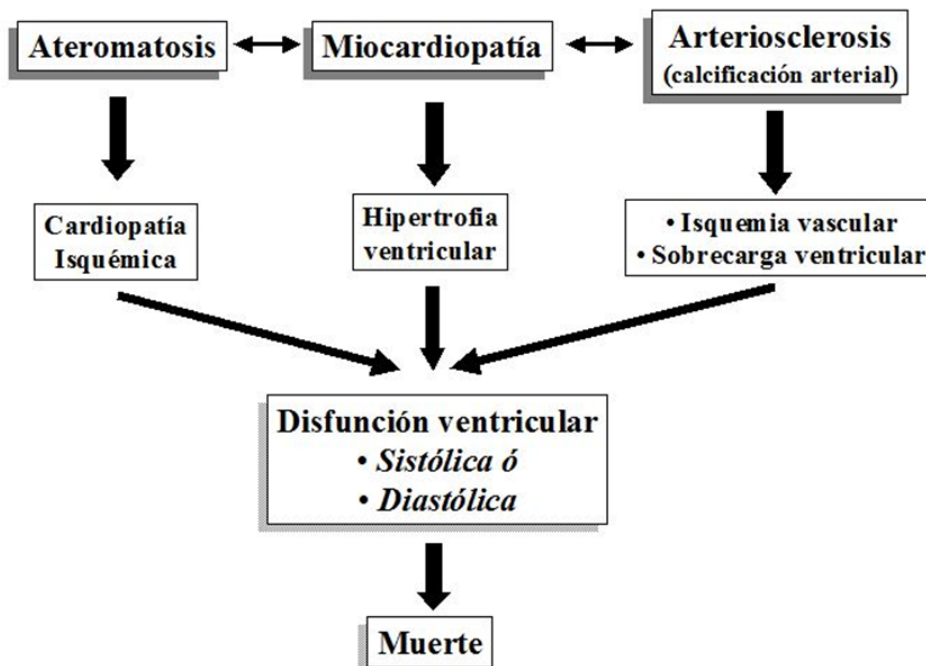 Ateromatosis
Miocardiopatía
Arteriosclerosis
(calcificación arterial)
Cardiopatía
Isquémica
Hipertrofia
ventricular
• Isquemia vascular
• Sobrecarga ventricular
Disfunción ventricular
• Sistólica ó
• Diastólica
Muerte